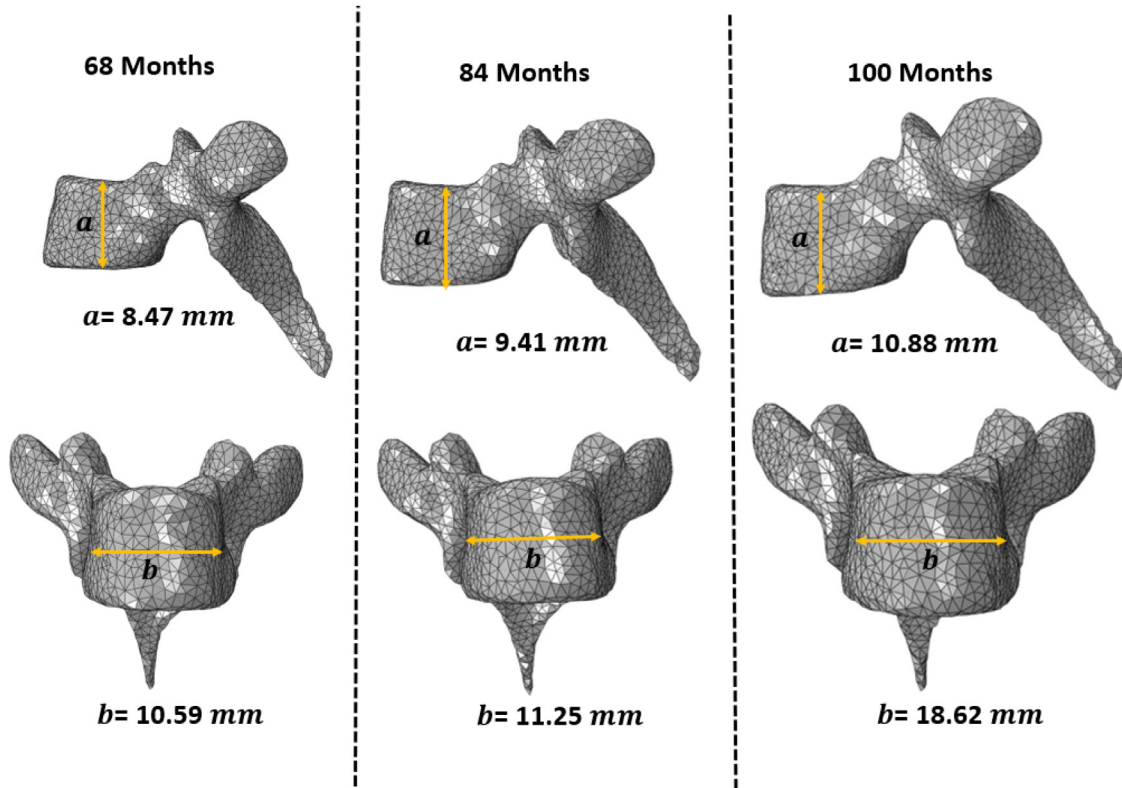 68 Months
84 Months
100 Months
a
a
a
a= 8.47 mm
a= 9.41 mm
a= 10.88 mm
b
b
b
b= 10.59 mm
b= 11.25 mm
b= 18.62 mm